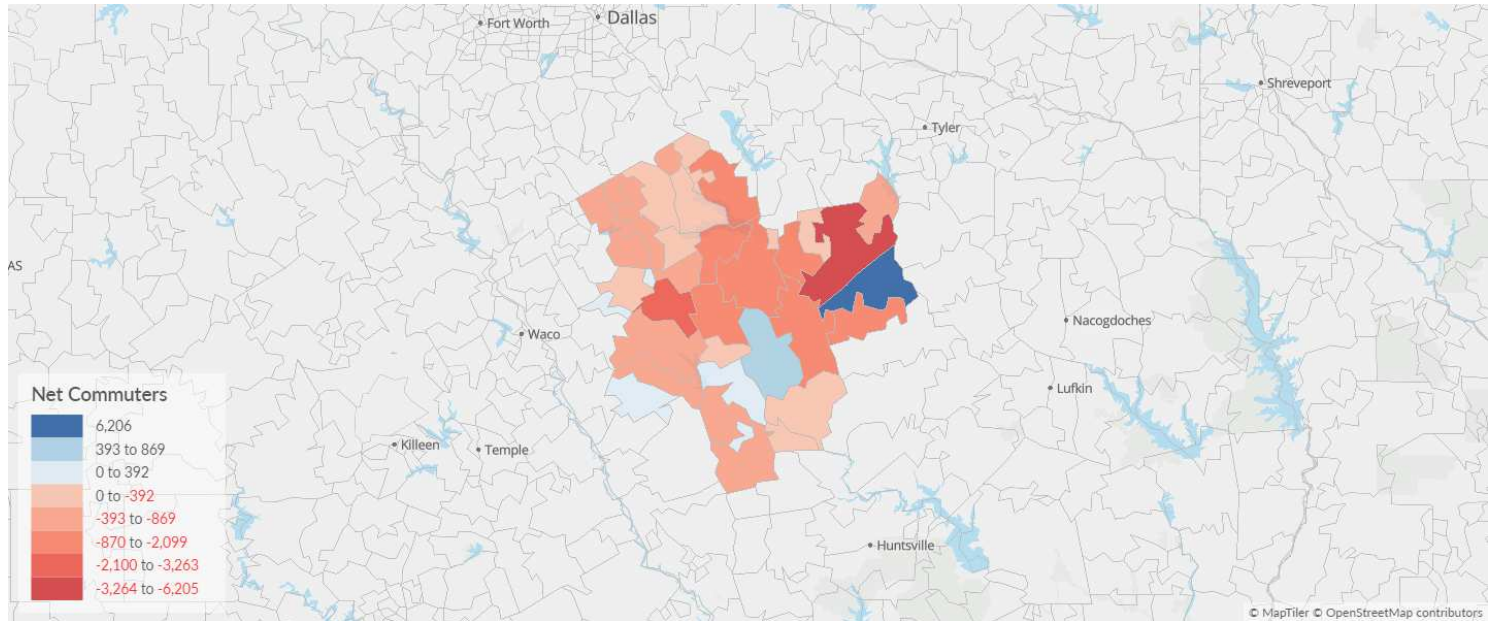 Fort Worth
Dallas
Shreveport
Tyler
AS
Waco
Nacogdoches
Lufkin
Killeen
Temple
Huntsville
Net Commuters
6,206
393 to 869
0 to 392
0 to -392
-393 to -869
-870 to -2,099
-2,100 to -3,263
-3,264 to -6,205
© MapTiler © OpenStreetMap contributors